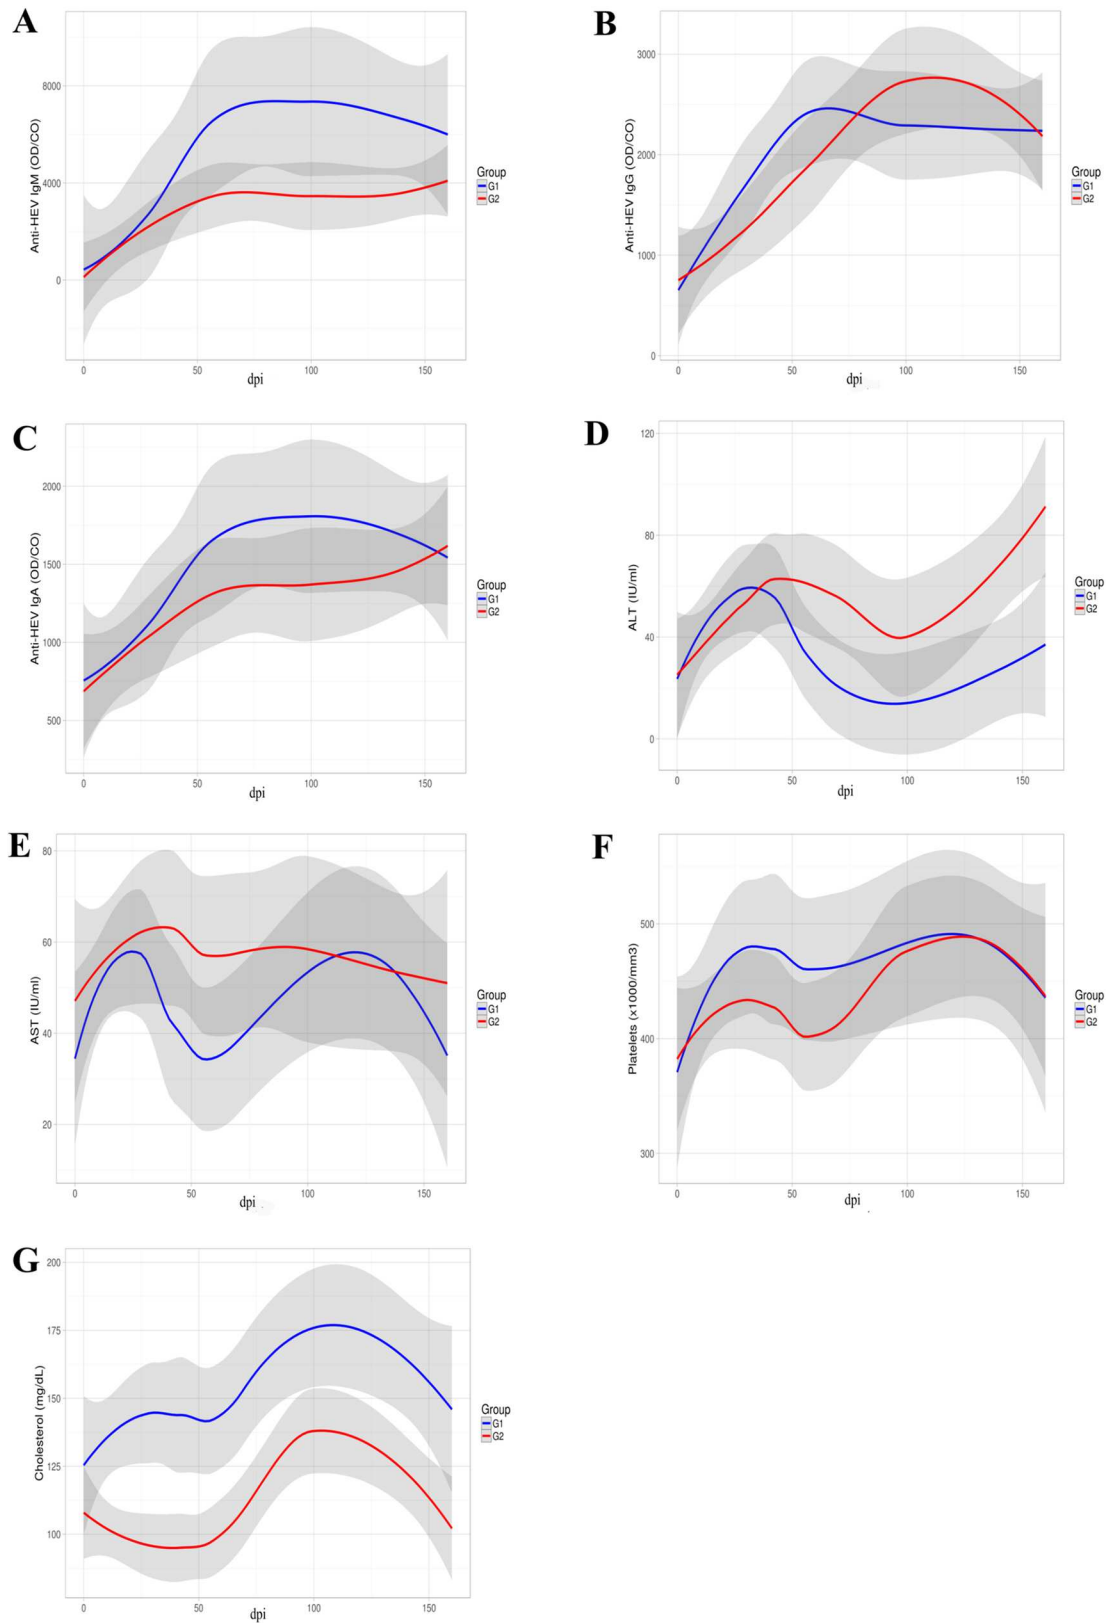 A
Anti-HEV IgM (OD/CO)
8000
4000
0
0 50 100 150
dpi
Group
G1
G2
B
Anti-HEV IgG (OD/CO)
3000
2000
1000
0
0 50 100 150
dpi
Group
G1
G2
C
Anti-HEV IgA (OD/CO)
2000
1500
1000
500
0 50 100 150
dpi
Group
G1
G2
D
ALT (IU/ml)
120
80
40
0
0 50 100 150
dpi
Group
G1
G2
E
AST (IU/ml)
80
60
40
20
0 50 100 150
dpi
Group
G1
G2
F
Platelets (x1000/mm3)
500
400
300
0 50 100 150
dpi
Group
G1
G2
G
Cholesterol (mg/dL)
200
175
150
125
100
0 50 100 150
dpi
Group
G1
G2